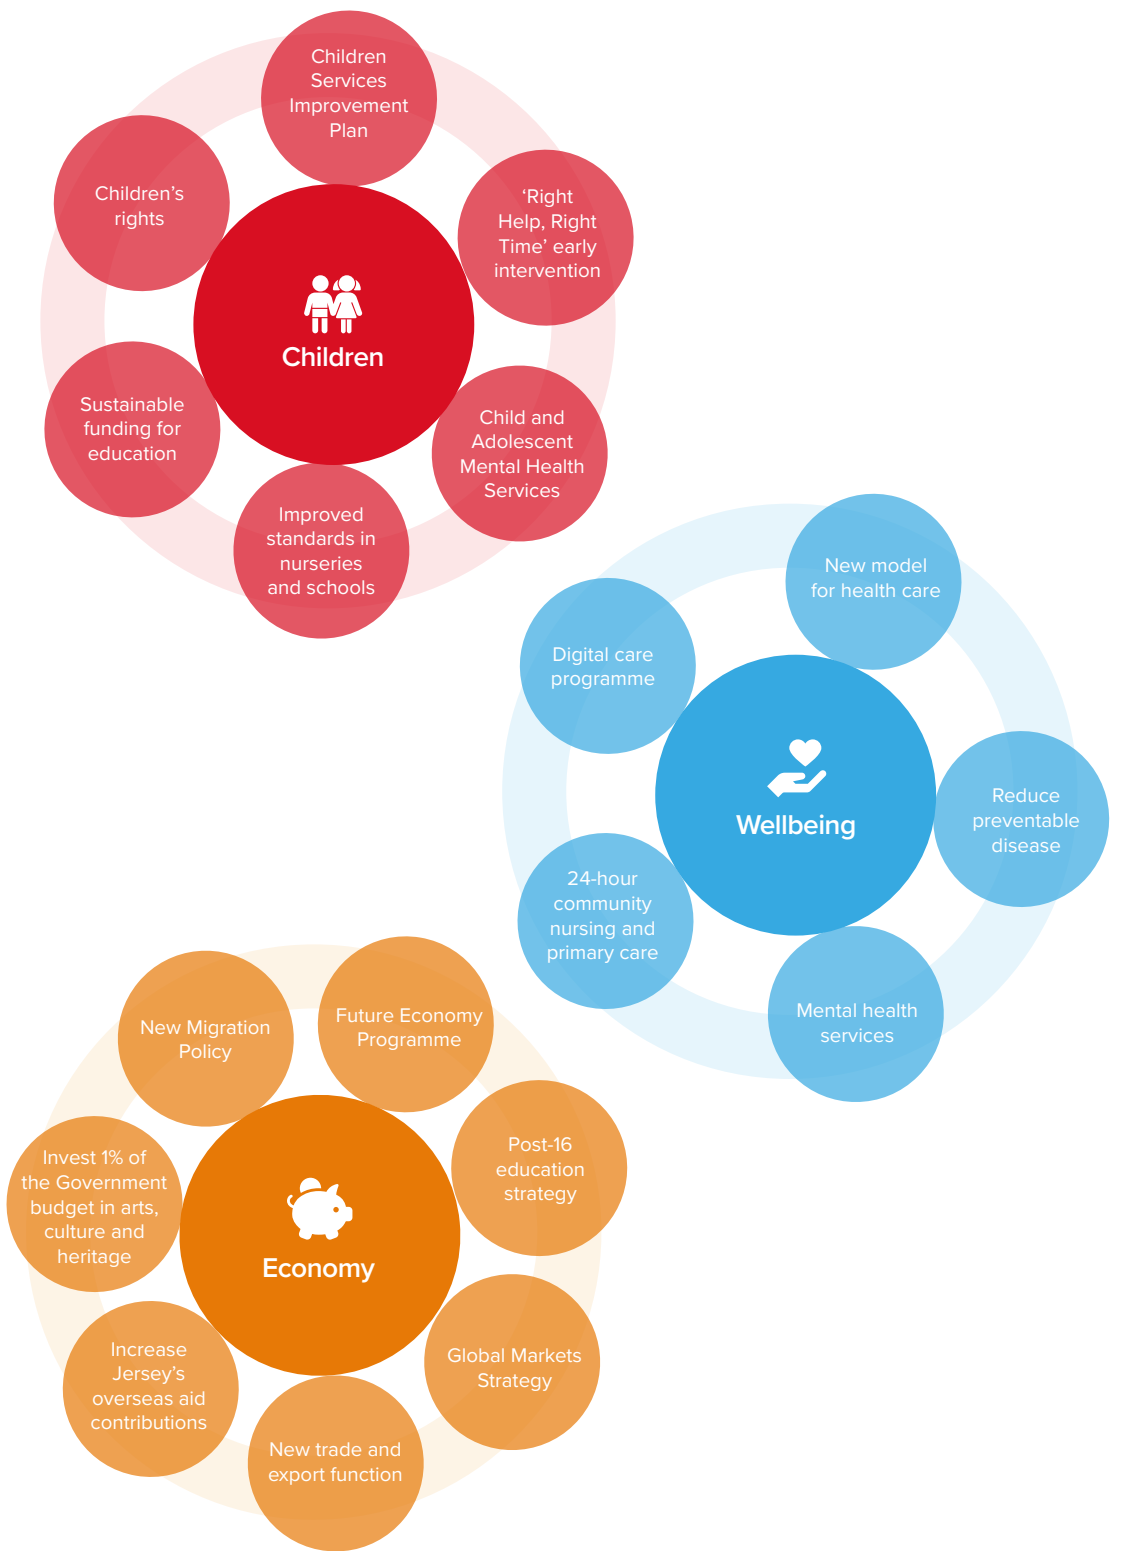 Children
Services
Improvement
Plan
Children’s
rights
‘Right
Help, Right
Time’ early
intervention
Children
Sustainable
funding for
education
Child and
Adolescent
Mental Health
Services
Improved
standards in
nurseries
and schools
New model
for health care
Digital care
programme
Wellbeing
Reduce
preventable
disease
24-hour
community
nursing and
primary care
Mental health
services
New Migration
Policy
Future Economy
Programme
Post-16
education
strategy
Invest 1% of
the Government
budget in arts,
culture and
heritage
Economy
Increase
Jersey’s
overseas aid
contributions
Global Markets
Strategy
New trade and
export function